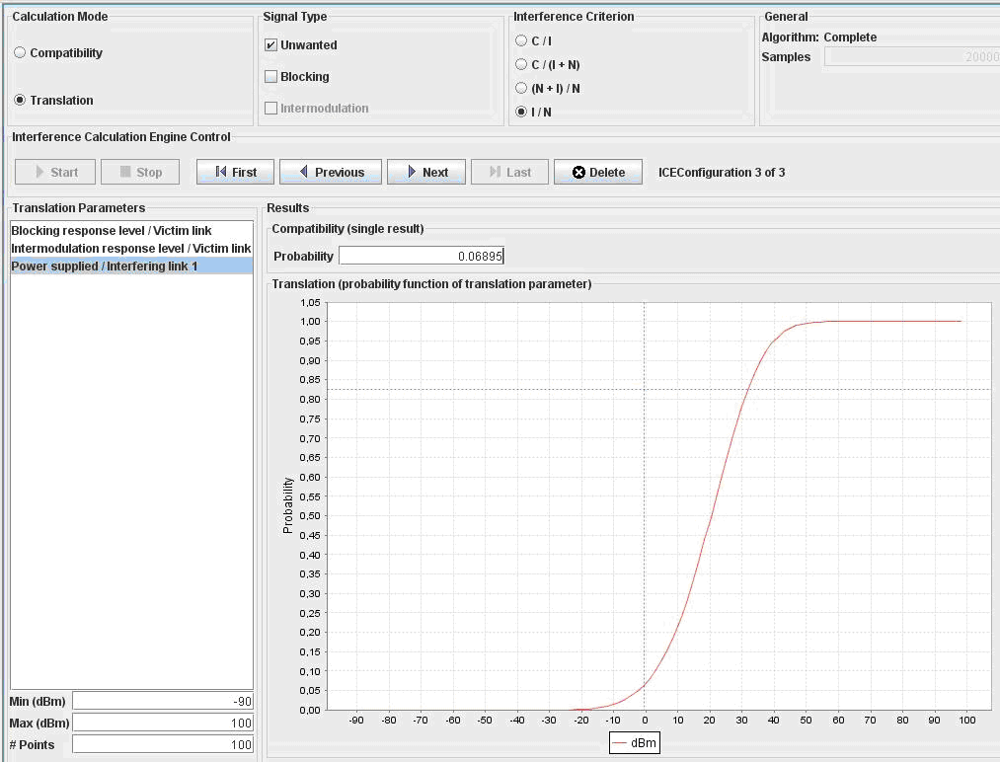 Calculation Mode
Compatibility
Translation
Signal Type
Unwanted
Blocking
Intermodulation
Interference Criterion
C / I
C / (I + N)
(N + I) / N
I / N
General
Algorithm: Complete
Samples 20000
Interference Calculation Engine Control
Start Stop First Previous Next Last Delete ICEConfiguration 3 of 3
Translation Parameters
Blocking response level / Victim link
Intermodulation response level / Victim link
Power supplied / Interfering link 1
Min (dBm) -90
Max (dBm) 100
# Points 100
Results
Compatibility (single result)
Probability 0.06895
Translation (probability function of translation parameter)
Probability
1,05
1,00
0,95
0,90
0,85
0,80
0,75
0,70
0,65
0,60
0,55
0,50
0,45
0,40
0,35
0,30
0,25
0,20
0,15
0,10
0,05
0,00
-90 -80 -70 -60 -50 -40 -30 -20 -10 0 10 20 30 40 50 60 70 80 90 100
dBm